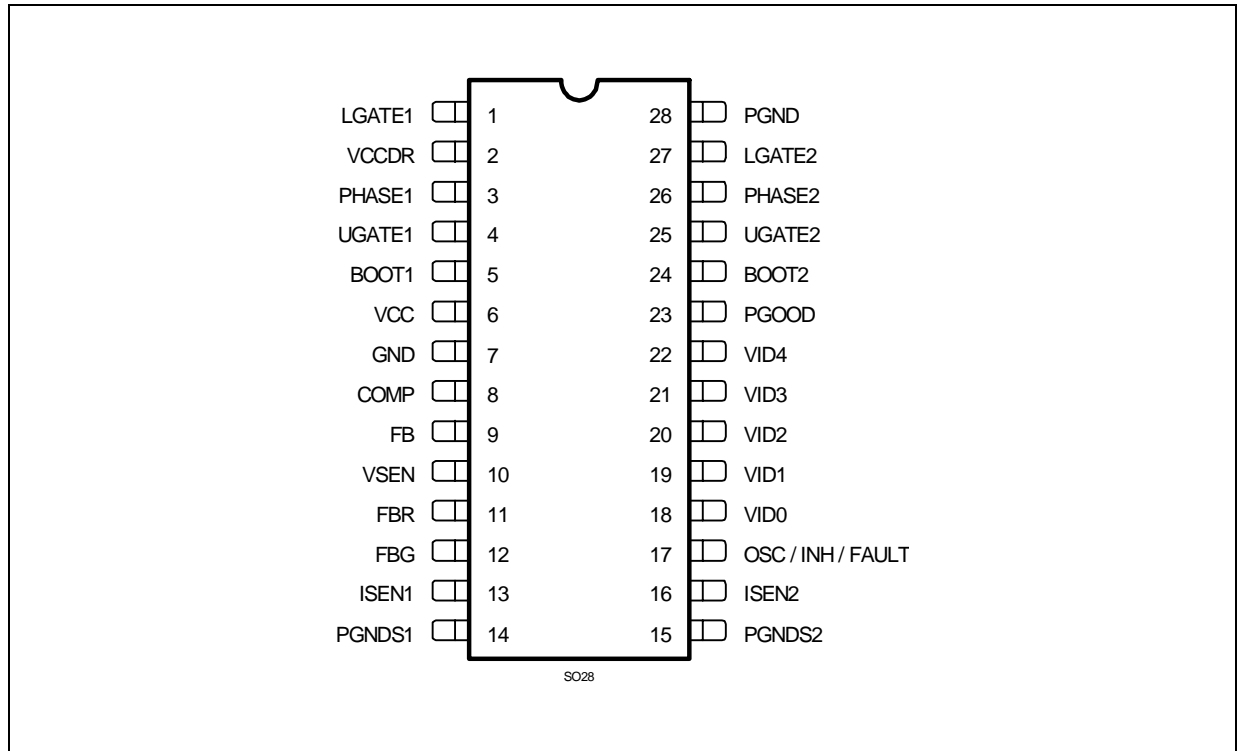 LGATE1 1 28 PGND
VCCDR 2 27 LGATE2
PHASE1 3 26 PHASE2
UGATE1 4 25 UGATE2
BOOT1 5 24 BOOT2
VCC 6 23 PGOOD
GND 7 22 VID4
COMP 8 21 VID3
FB 9 20 VID2
VSEN 10 19 VID1
FBR 11 18 VID0
FBG 12 17 OSC / INH / FAULT
ISEN1 13 16 ISEN2
PGNDS1 14 15 PGNDS2
SO28